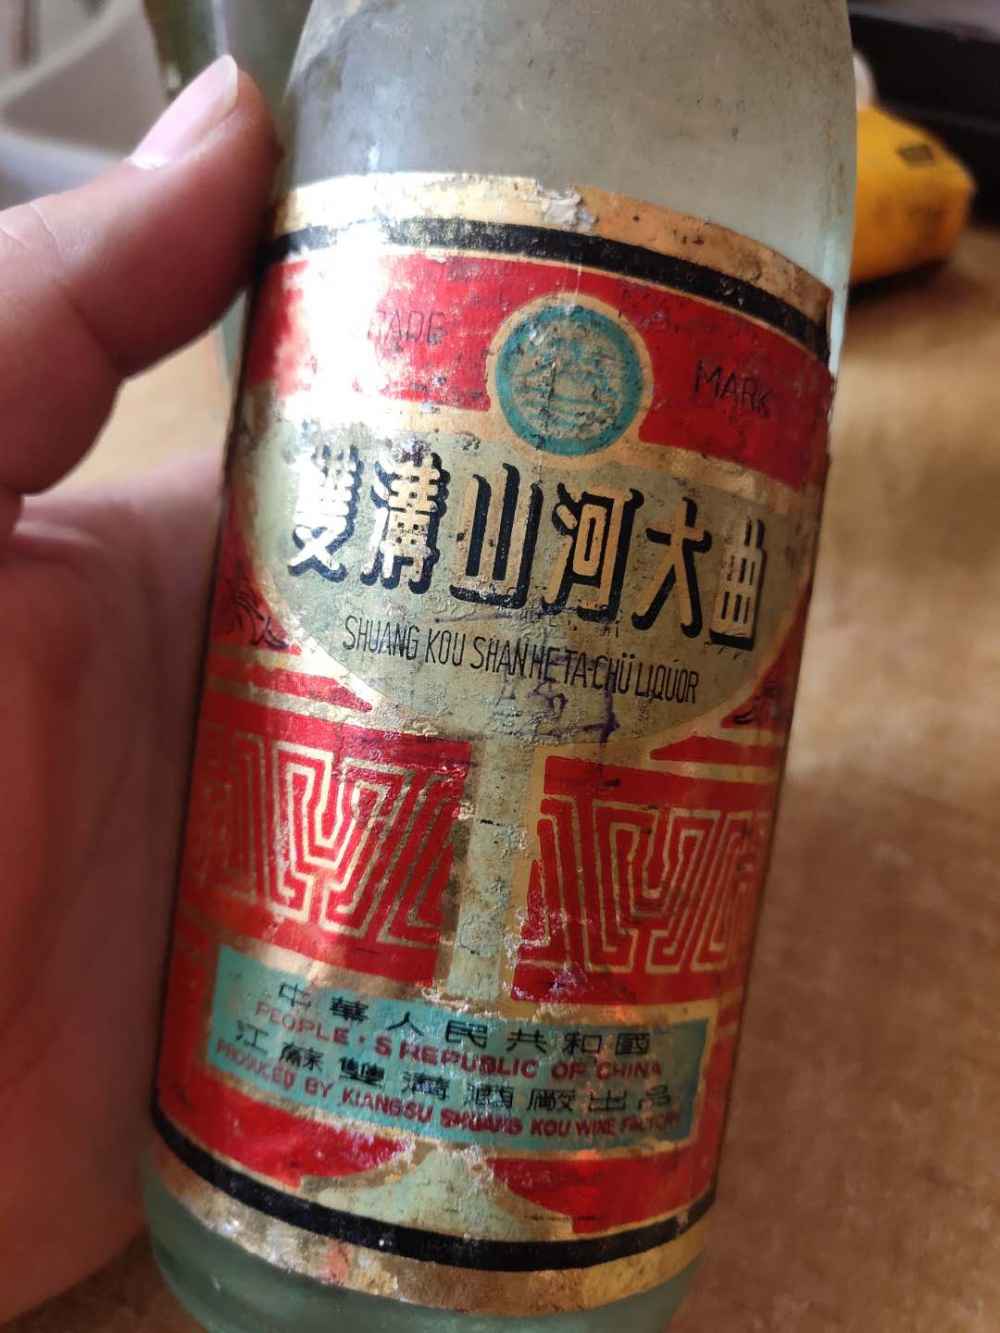 TRADE MARK
雙溝山河大曲
SHUANG KOU SHAN HE TA-CHÜ LIQUOR
中華人民共和國
PEOPLE'S REPUBLIC OF CHINA
江蘇雙溝酒廠出品
PRODUCED BY KIANGSU SHUANG KOU WINE FACTORY